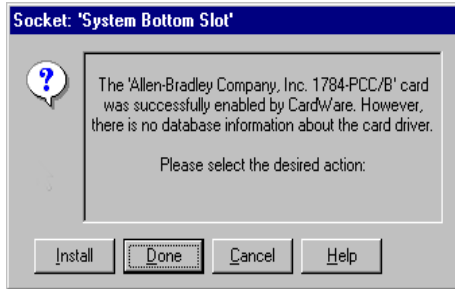 Socket: 'System Bottom Slot'
?
The 'Allen-Bradley Company, Inc. 1784-PCC/B' card
was successfully enabled by CardWare. However,
there is no database information about the card driver.
Please select the desired action:
Install Done Cancel Help